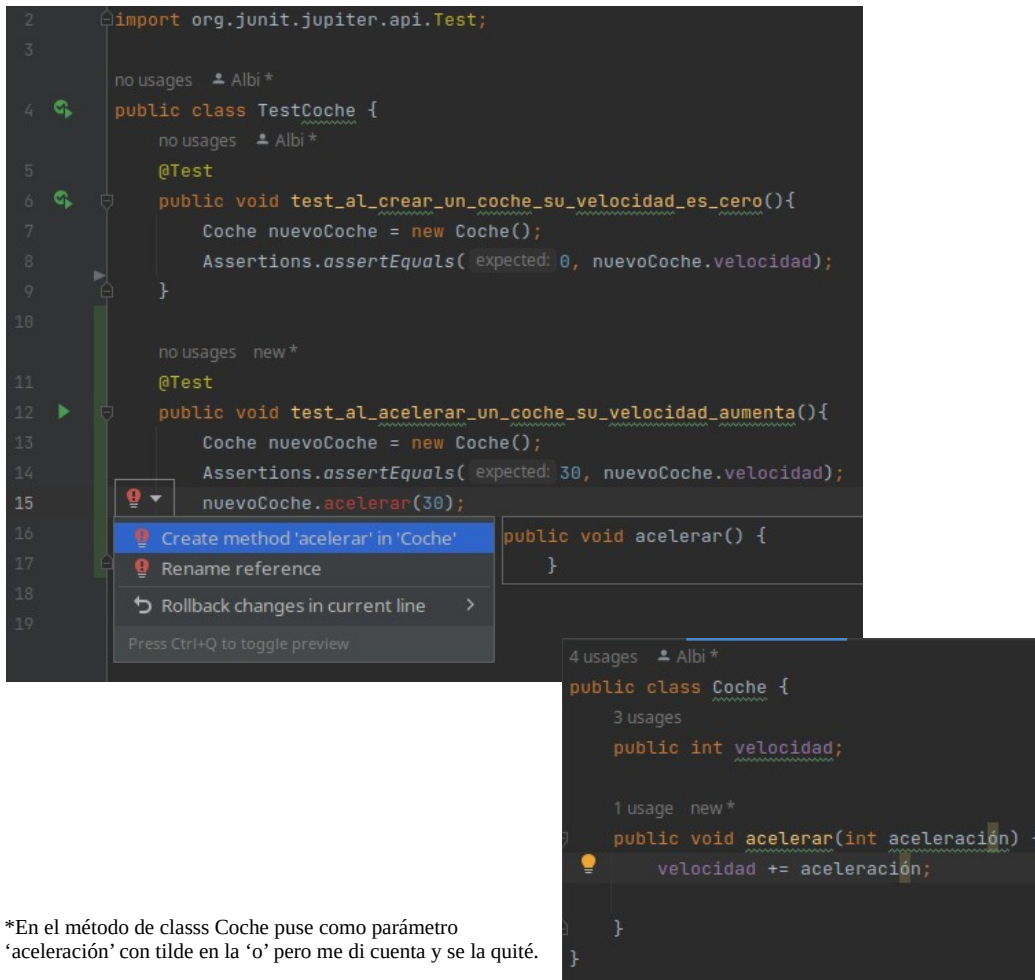 2 import org.junit.jupiter.api.Test;
3
no usages Albi *
4 public class TestCoche {
no usages Albi *
5 @Test
6 public void test_al_crear_un_coche_su_velocidad_es_cero(){
7 Coche nuevoCoche = new Coche();
8 Assertions.assertEquals( expected: 0, nuevoCoche.velocidad);
9 }
10
no usages new *
11 @Test
12 public void test_al_acelerar_un_coche_su_velocidad_aumenta(){
13 Coche nuevoCoche = new Coche();
14 Assertions.assertEquals( expected: 30, nuevoCoche.velocidad);
15 nuevoCoche.acelerar(30);
16 Create method 'acelerar' in 'Coche' public void acelerar() {
17 Rename reference }
18 Rollback changes in current line >
19
Press Ctrl+Q to toggle preview
4 usages Albi *
public class Coche {
3 usages
public int velocidad;
1 usage new *
public void acelerar(int aceleración) {
velocidad += aceleración;
}
}
*En el método de classs Coche puse como parámetro
‘aceleración’ con tilde en la ‘o’ pero me di cuenta y se la quité.